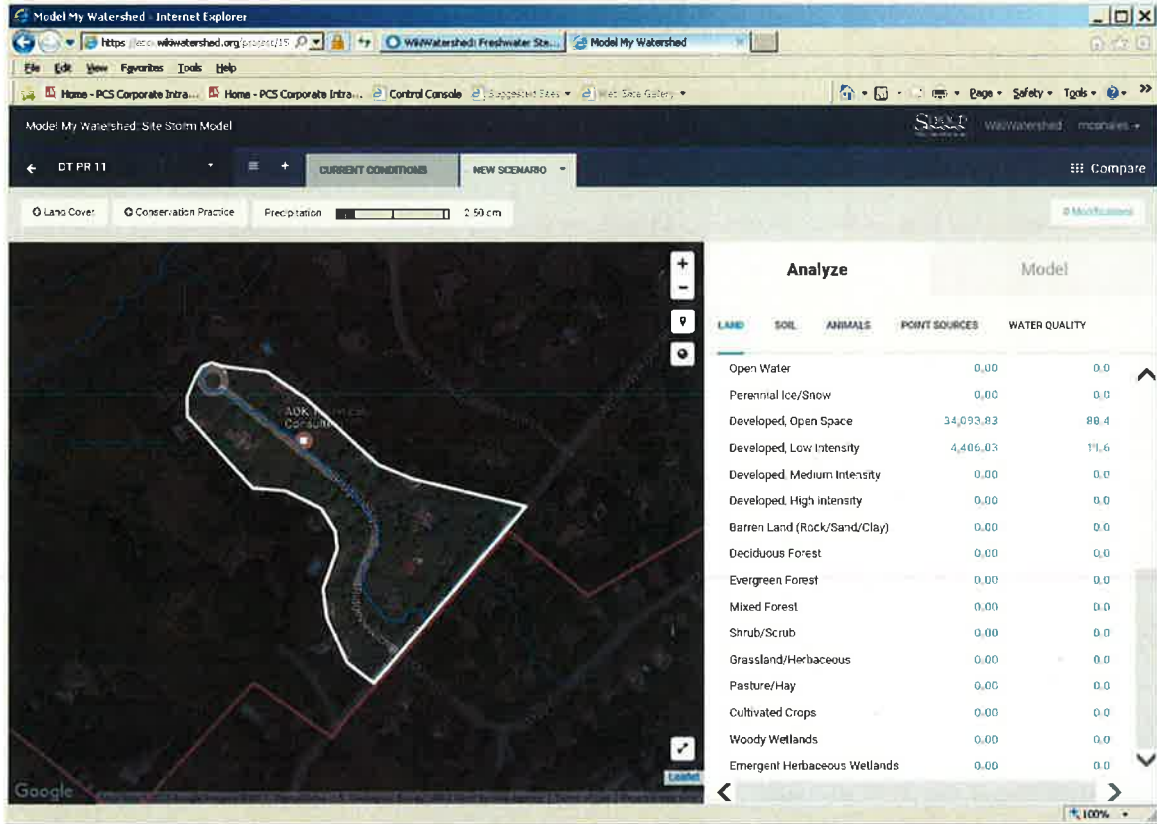 Model My Watershed - Internet Explorer
https wikiwatershed.org
WikiWatershed: Freshwater Ste... Model My Watershed
File Edit View Favorites Tools Help
Home - PCS Corporate Intra... Home - PCS Corporate Intra... Control Console Suggested Sites Web Slice Gallery
Page Safety Tools
Model My Watershed: Site Storm Model
WikiWatershed
DT PR 11
CURRENT CONDITIONS NEW SCENARIO
Compare
Land Cover Conservation Practice Precipitation 2.50 cm
0 Modifications
Analyze Model
LAND SOIL ANIMALS POINT SOURCES WATER QUALITY
Open Water 0.00 0.0
Perennial Ice/Snow 0.00 0.0
Developed, Open Space 34,093.83 88.4
Developed, Low Intensity 4,406.03 11.6
Developed, Medium Intensity 0.00 0.0
Developed, High Intensity 0.00 0.0
Barren Land (Rock/Sand/Clay) 0.00 0.0
Deciduous Forest 0.00 0.0
Evergreen Forest 0.00 0.0
Mixed Forest 0.00 0.0
Shrub/Scrub 0.00 0.0
Grassland/Herbaceous 0.00 0.0
Pasture/Hay 0.00 0.0
Cultivated Crops 0.00 0.0
Woody Wetlands 0.00 0.0
Emergent Herbaceous Wetlands 0.00 0.0
Leaflet
Google
100%